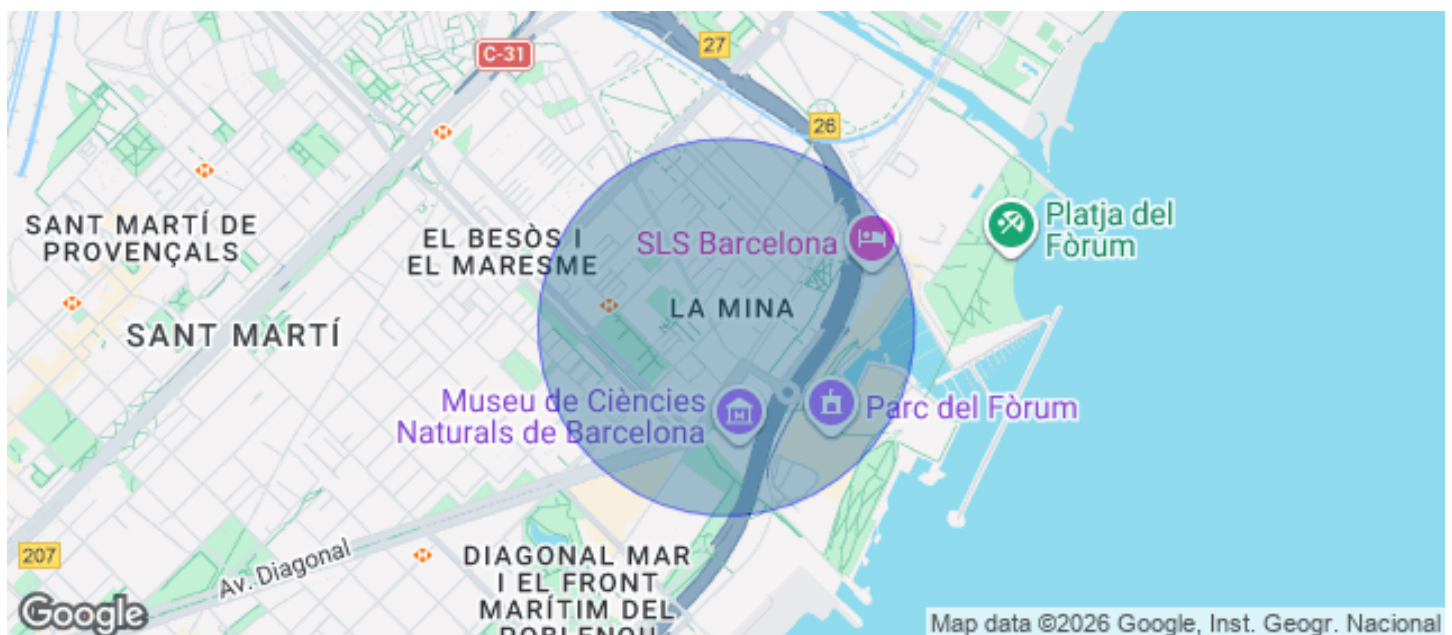 27
C-31
26
SANT MARTÍ DE
PROVENÇALS
EL BESÒS I
EL MARESME
SLS Barcelona
Platja del
Fòrum
LA MINA
SANT MARTÍ
Museu de Ciències
Naturals de Barcelona
Parc del Fòrum
207
Av. Diagonal
DIAGONAL MAR
I EL FRONT
MARÍTIM DEL
POBLENOU
Google
Map data ©2026 Google, Inst. Geogr. Nacional